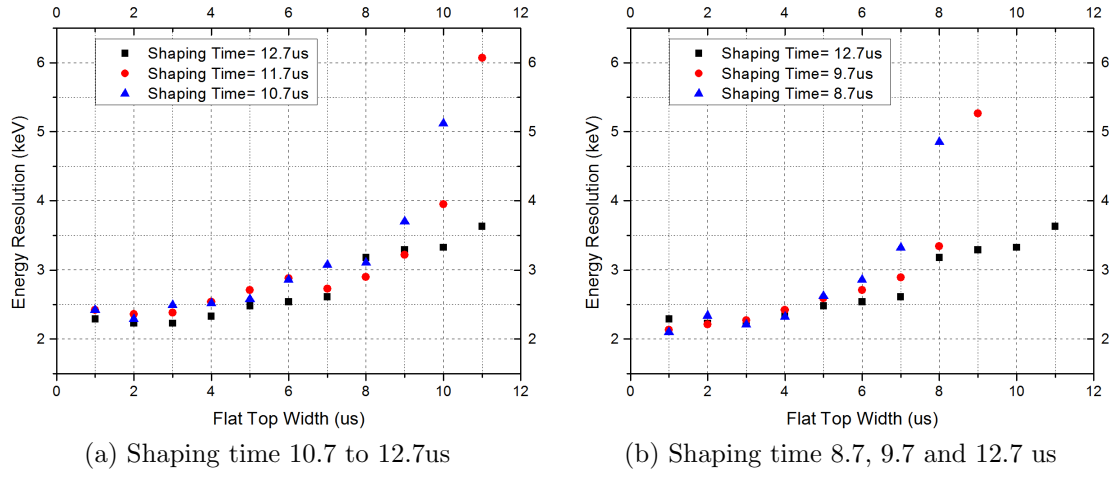 0 2 4 6 8 10 12
6
5
4
3
2
6
5
4
3
2
Energy Resolution (keV)
Shaping Time= 12.7us
Shaping Time= 11.7us
Shaping Time= 10.7us
0 2 4 6 8 10 12
Flat Top Width (us)
(a) Shaping time 10.7 to 12.7us
0 2 4 6 8 10 12
6
5
4
3
2
6
5
4
3
2
Energy Resolution (keV)
Shaping Time= 12.7us
Shaping Time= 9.7us
Shaping Time= 8.7us
0 2 4 6 8 10 12
Flat Top Width (us)
(b) Shaping time 8.7, 9.7 and 12.7 us